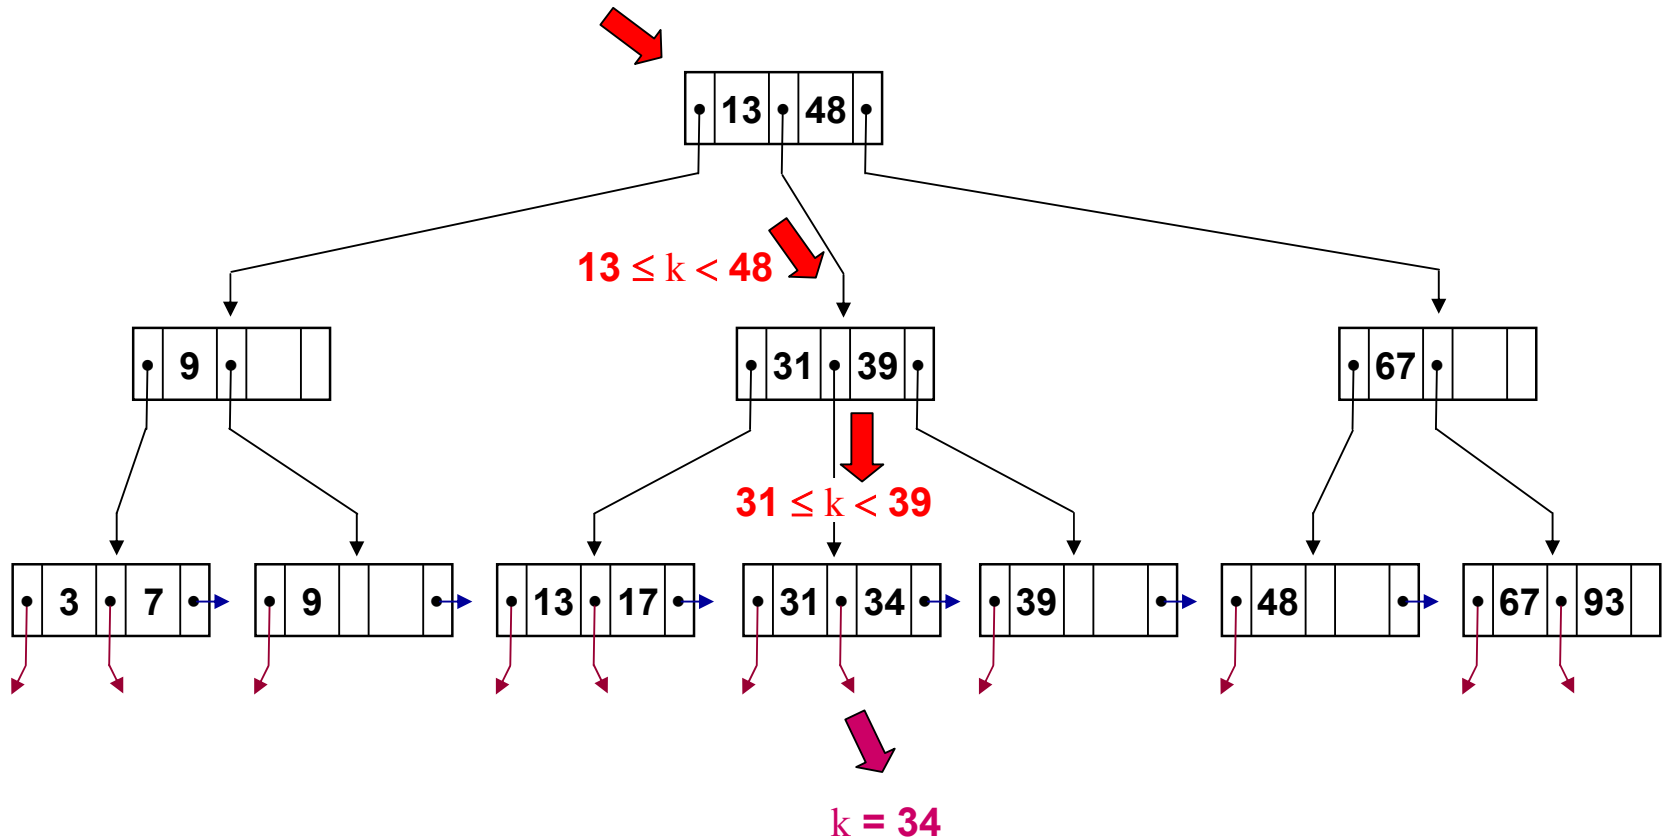 13 48
13 ≤ k < 48
9 31 39 67
31 ≤ k < 39
3 7 9 13 17 31 34 39 48 67 93
k = 34